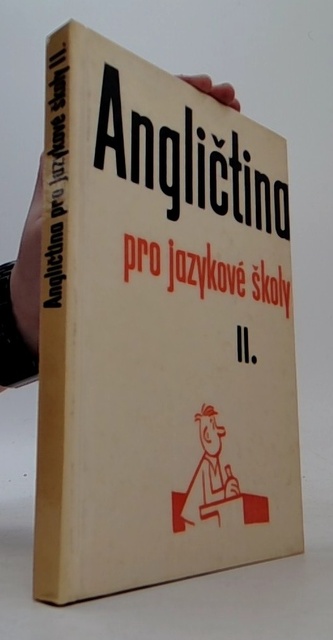 Angličtina pro jazykové školy II.
Angličtina
pro jazykové školy
II.